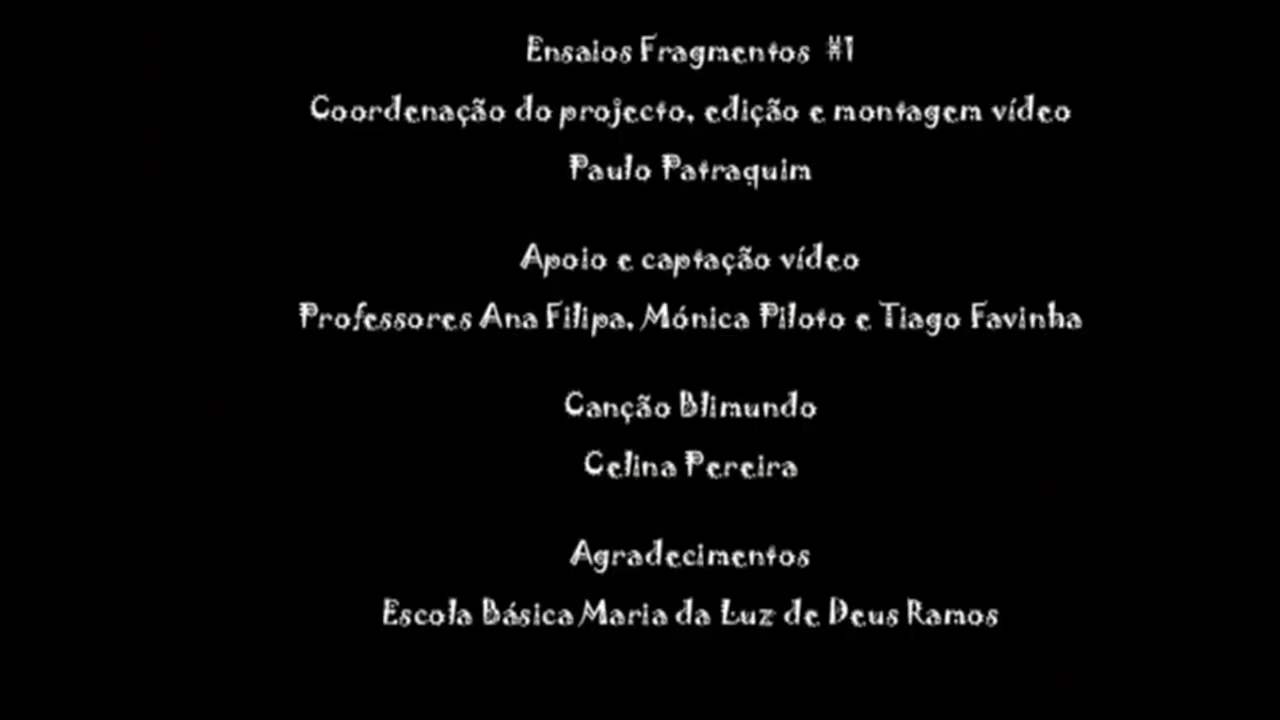 Ensaios Fragmentos #1
Coordenação do projecto, edição e montagem vídeo
Paulo Patraquim
Apoio e captação vídeo
Professores Ana Filipa, Mónica Piloto e Tiago Favinha
Canção Blimundo
Celina Pereira
Agradecimentos
Escola Básica Maria da Luz de Deus Ramos